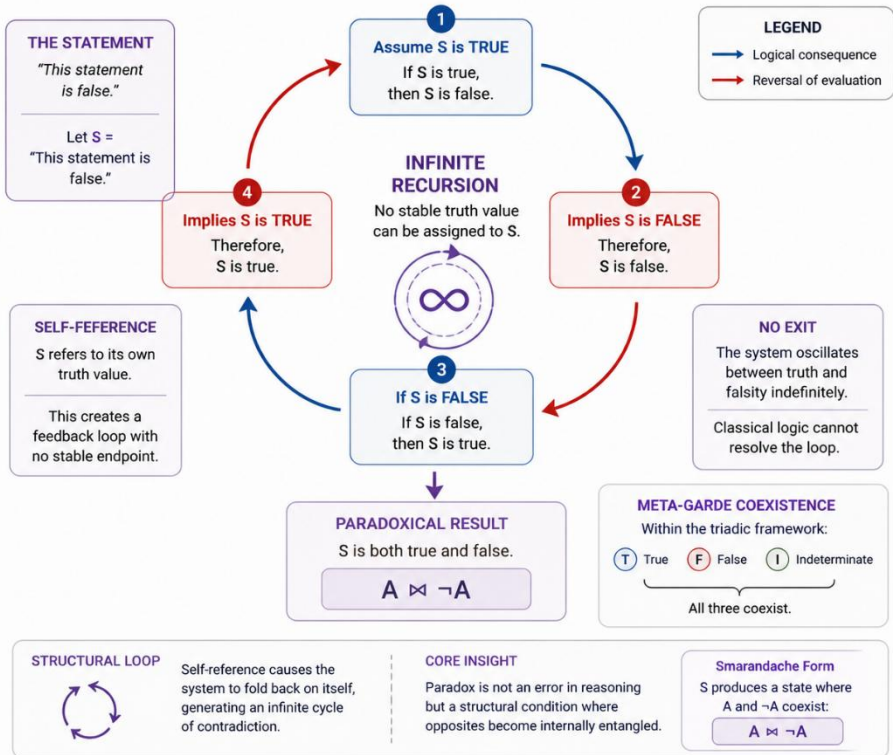 THE STATEMENT
“This statement
is false.”
Let S =
“This statement is
false.”
1
Assume S is TRUE
If S is true,
then S is false.
LEGEND
Logical consequence
Reversal of evaluation
INFINITE
RECURSION
No stable truth value
can be assigned to S.
∞
4
Implies S is TRUE
Therefore,
S is true.
2
Implies S is FALSE
Therefore,
S is false.
SELF-FEFERENCE
S refers to its own
truth value.
This creates a
feedback loop with
no stable endpoint.
3
If S is FALSE
If S is false,
then S is true.
NO EXIT
The system oscillates
between truth and
falsity indefinitely.
Classical logic cannot
resolve the loop.
PARADOXICAL RESULT
S is both true and false.
A ⋈ ¬A
META-GARDE COEXISTENCE
Within the triadic framework:
T True F False I Indeterminate
All three coexist.
STRUCTURAL LOOP
Self-reference causes the
system to fold back on itself,
generating an infinite cycle
of contradiction.
CORE INSIGHT
Paradox is not an error in reasoning
but a structural condition where
opposites become internally entangled.
Smarandache Form
S produces a state where
A and ¬A coexist:
A ⋈ ¬A